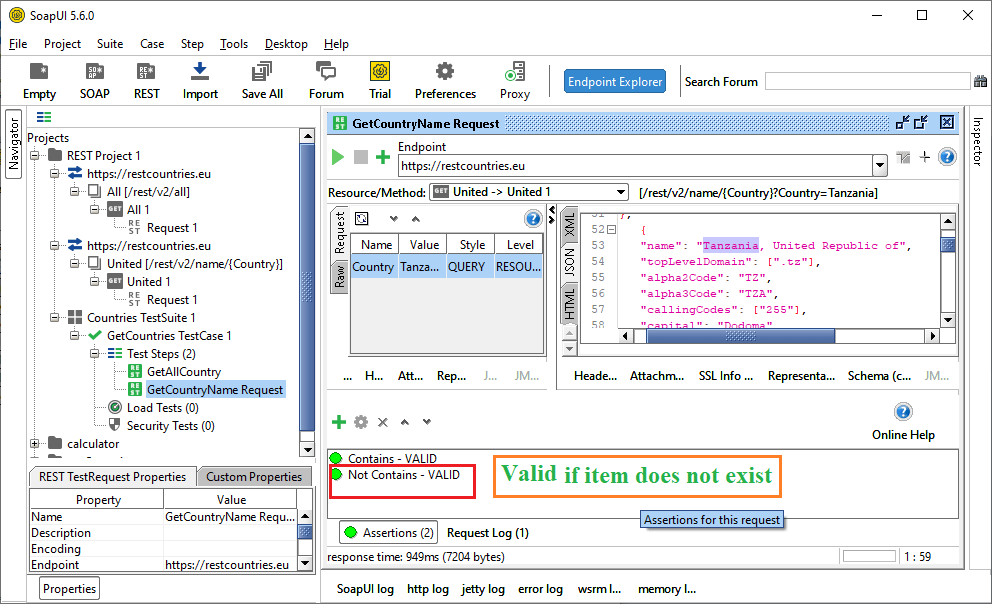 SoapUI 5.6.0
File Project Suite Case Step Tools Desktop Help
Empty SOAP REST Import Save All Forum Trial Preferences Proxy Endpoint Explorer Search Forum
Navigator
Projects
REST Project 1
https://restcountries.eu
All [/rest/v2/all]
GET All 1
REST Request 1
https://restcountries.eu
United [/rest/v2/name/{Country}]
GET United 1
REST Request 1
Countries TestSuite 1
GetCountries TestCase 1
Test Steps (2)
REST GetAllCountry
REST GetCountryName Request
Load Tests (0)
Security Tests (0)
calculator
REST TestRequest Properties Custom Properties
Property Value
Name GetCountryName Requ...
Description
Encoding
Endpoint https://restcountries.eu
Properties
REST GetCountryName Request
Endpoint
https://restcountries.eu
Resource/Method: GET United -> United 1 [/rest/v2/name/{Country}?Country=Tanzania]
Request
Raw
Name Value Style Level
Country Tanza... QUERY RESOU...
... H... Att... Rep... J... JM...
XML
JSON
HTML
51 },
52 {
53 "name": "Tanzania, United Republic of",
54 "topLevelDomain": [".tz"],
55 "alpha2Code": "TZ",
56 "alpha3Code": "TZA",
57 "callingCodes": ["255"],
58 "capital": "Dodoma"
Heade... Attachm... SSL Info ... Representa... Schema (c... JM...
Online Help
Contains - VALID
Not Contains - VALID
Valid if item does not exist
Assertions for this request
Assertions (2) Request Log (1)
response time: 949ms (7204 bytes) 1 : 59
SoapUI log http log jetty log error log wsrm l... memory l...
Inspector